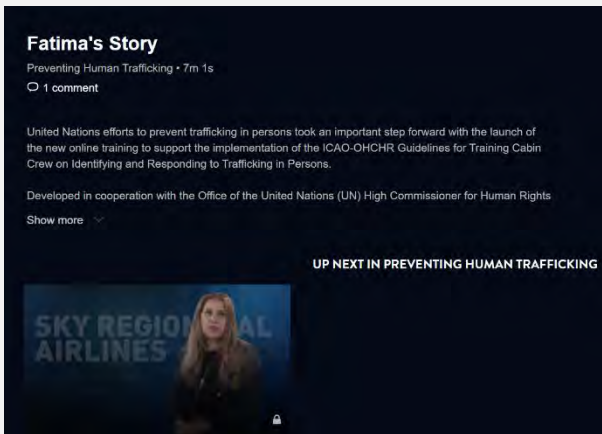 Fatima's Story
Preventing Human Trafficking • 7m 1s
1 comment
United Nations efforts to prevent trafficking in persons took an important step forward with the launch of
the new online training to support the implementation of the ICAO-OHCHR Guidelines for Training Cabin
Crew on Identifying and Responding to Trafficking in Persons.
Developed in cooperation with the Office of the United Nations (UN) High Commissioner for Human Rights
Show more
UP NEXT IN PREVENTING HUMAN TRAFFICKING
SKY REGIONAL
AIRLINES